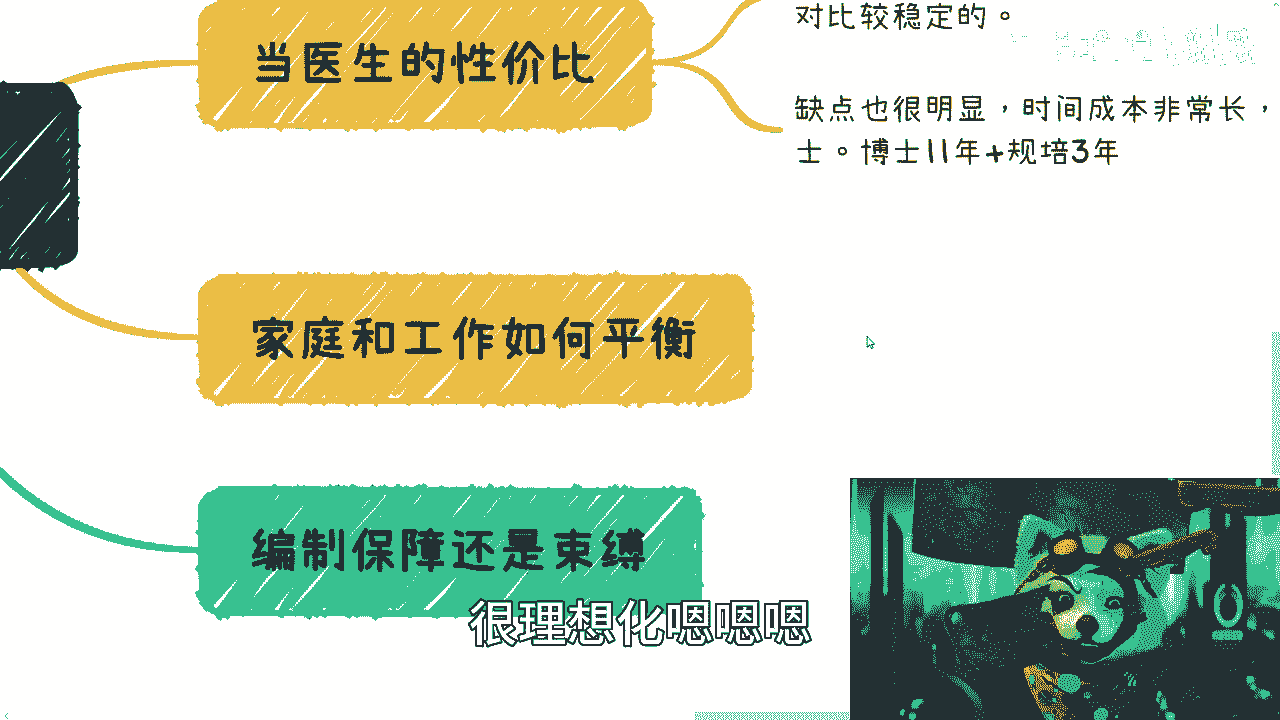 对比较稳定的。
当医生的性价比
缺点也很明显，时间成本非常长，
士。博士11年+规培3年
家庭和工作如何平衡
编制保障还是束缚
很理想化嗯嗯嗯